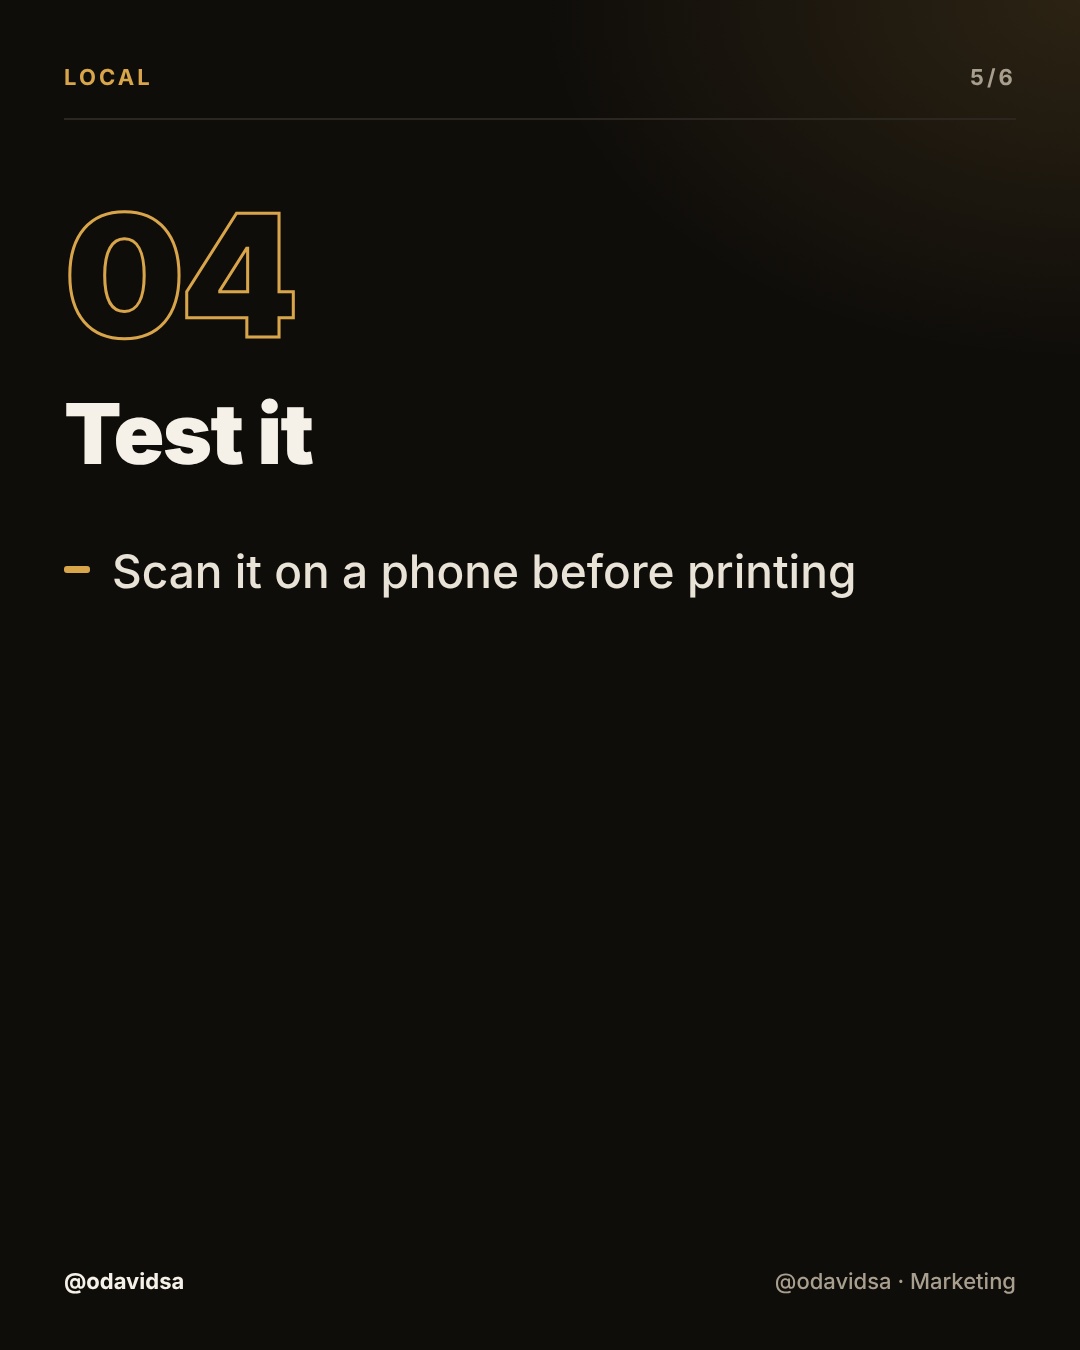 LOCAL
5/6
04
Test it
Scan it on a phone before printing
@odavidsa
@odavidsa · Marketing